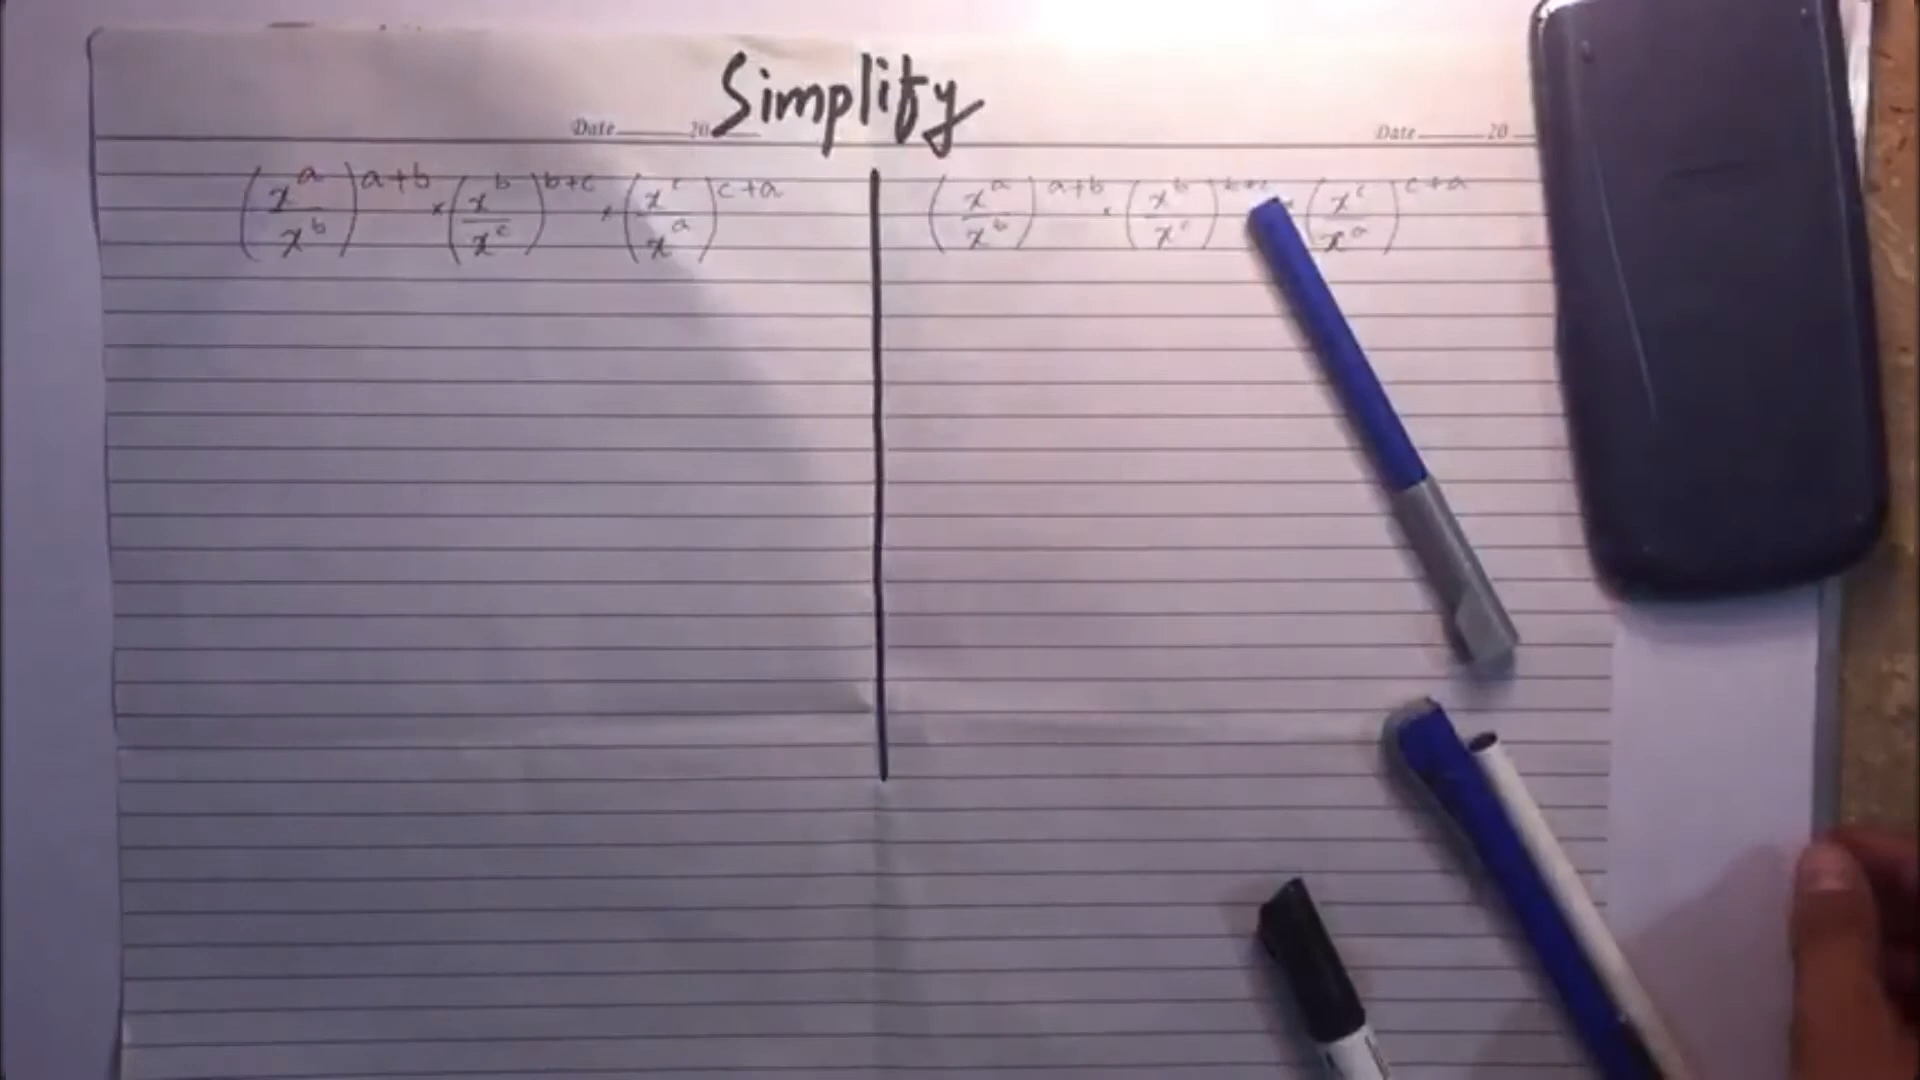 Simplify
Date 20
Date 20
(x^a/x^b)^{a+b} × (x^b/x^c)^{b+c} × (x^c/x^a)^{c+a}
(x^a/x^b)^{a+b} · (x^b/x^c)^{b+c} × (x^c/x^a)^{c+a}